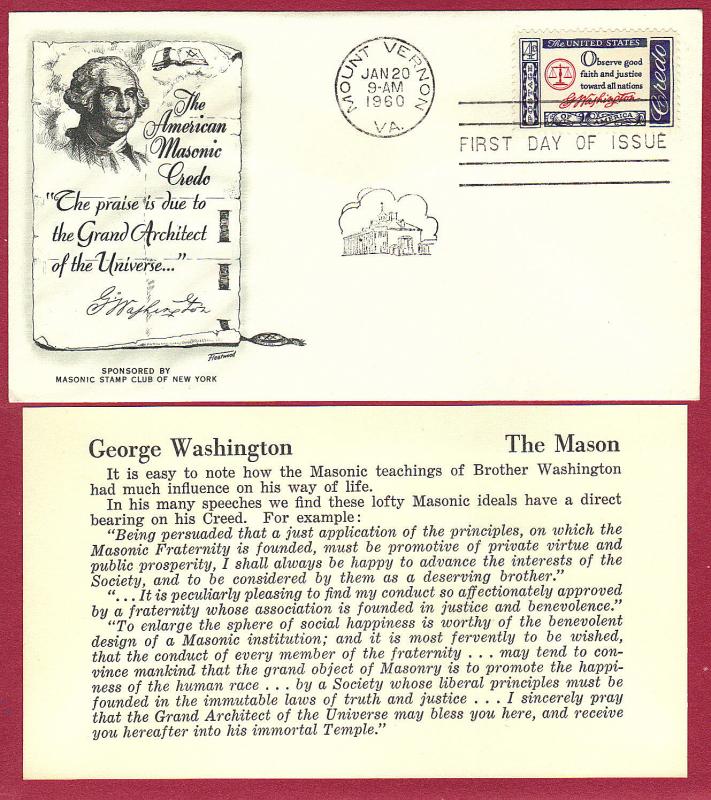 The
American
Masonic
Credo
"The praise is due to
the Grand Architect
of the Universe..."
G Washington
Fleetwood
SPONSORED BY
MASONIC STAMP CLUB OF NEW YORK
MOUNT VERNON
JAN 20
9-AM
1960
VA.
4¢
POSTAGE
The UNITED STATES
Observe good
faith and justice
toward all nations
G Washington
OF AMERICA
Credo
FIRST DAY OF ISSUE
George Washington The Mason
It is easy to note how the Masonic teachings of Brother Washington
had much influence on his way of life.
In his many speeches we find these lofty Masonic ideals have a direct
bearing on his Creed. For example:
"Being persuaded that a just application of the principles, on which the
Masonic Fraternity is founded, must be promotive of private virtue and
public prosperity, I shall always be happy to advance the interests of the
Society, and to be considered by them as a deserving brother."
"...It is peculiarly pleasing to find my conduct so affectionately approved
by a fraternity whose association is founded in justice and benevolence."
"To enlarge the sphere of social happiness is worthy of the benevolent
design of a Masonic institution; and it is most fervently to be wished,
that the conduct of every member of the fraternity ... may tend to con-
vince mankind that the grand object of Masonry is to promote the happi-
ness of the human race ... by a Society whose liberal principles must be
founded in the immutable laws of truth and justice ... I sincerely pray
that the Grand Architect of the Universe may bless you here, and receive
you hereafter into his immortal Temple."